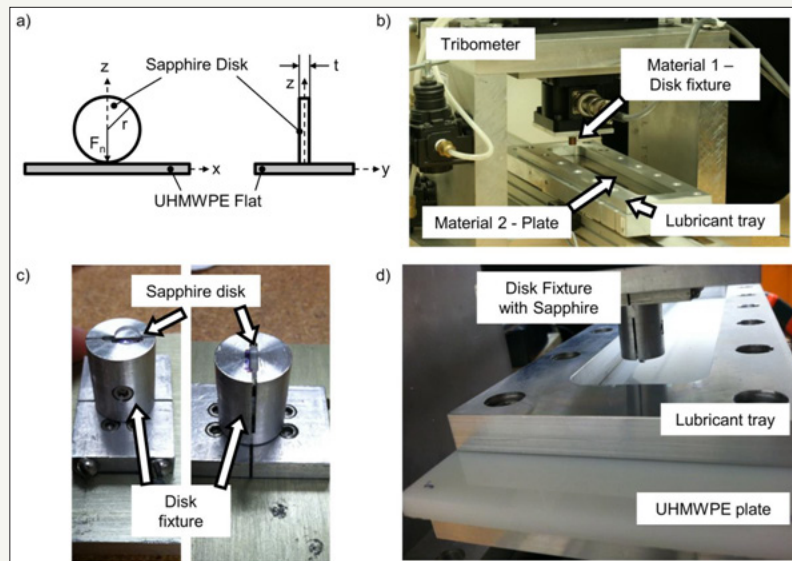 a)
z
Sapphire Disk
t
z
r
Fn
x
y
UHMWPE Flat
b)
Tribometer
Material 1 –
Disk fixture
Material 2 - Plate
Lubricant tray
c)
Sapphire disk
Disk
fixture
d)
Disk Fixture
with Sapphire
Lubricant tray
UHMWPE plate